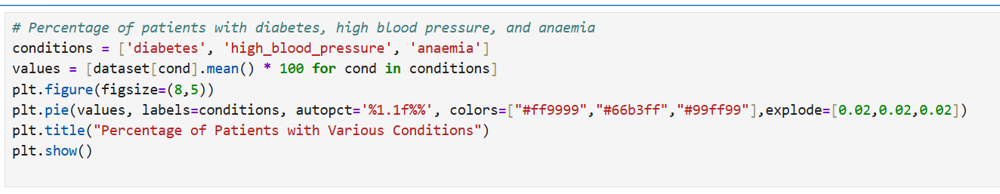 # Percentage of patients with diabetes, high blood pressure, and anaemia
conditions = ['diabetes', 'high_blood_pressure', 'anaemia']
values = [dataset[cond].mean() * 100 for cond in conditions]
plt.figure(figsize=(8,5))
plt.pie(values, labels=conditions, autopct='%1.1f%%', colors=["#ff9999","#66b3ff","#99ff99"],explode=[0.02,0.02,0.02])
plt.title("Percentage of Patients with Various Conditions")
plt.show()